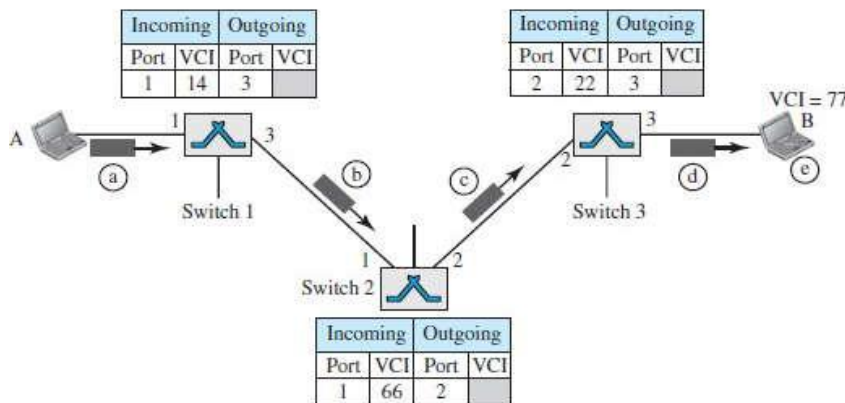 Incoming Outgoing
Port VCI Port VCI
1 14 3
Incoming Outgoing
Port VCI Port VCI
2 22 3
VCI = 77
A
1
3
a
Switch 1
b
c
2
3
Switch 3
d
B
e
1
2
Switch 2
Incoming Outgoing
Port VCI Port VCI
1 66 2